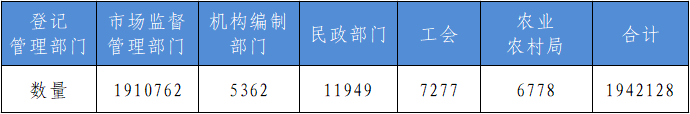 登记
管理部门
市场监督
管理部门
机构编制
部门
民政部门
工会
农业
农村局
合计
数量
1910762
5362
11949
7277
6778
1942128